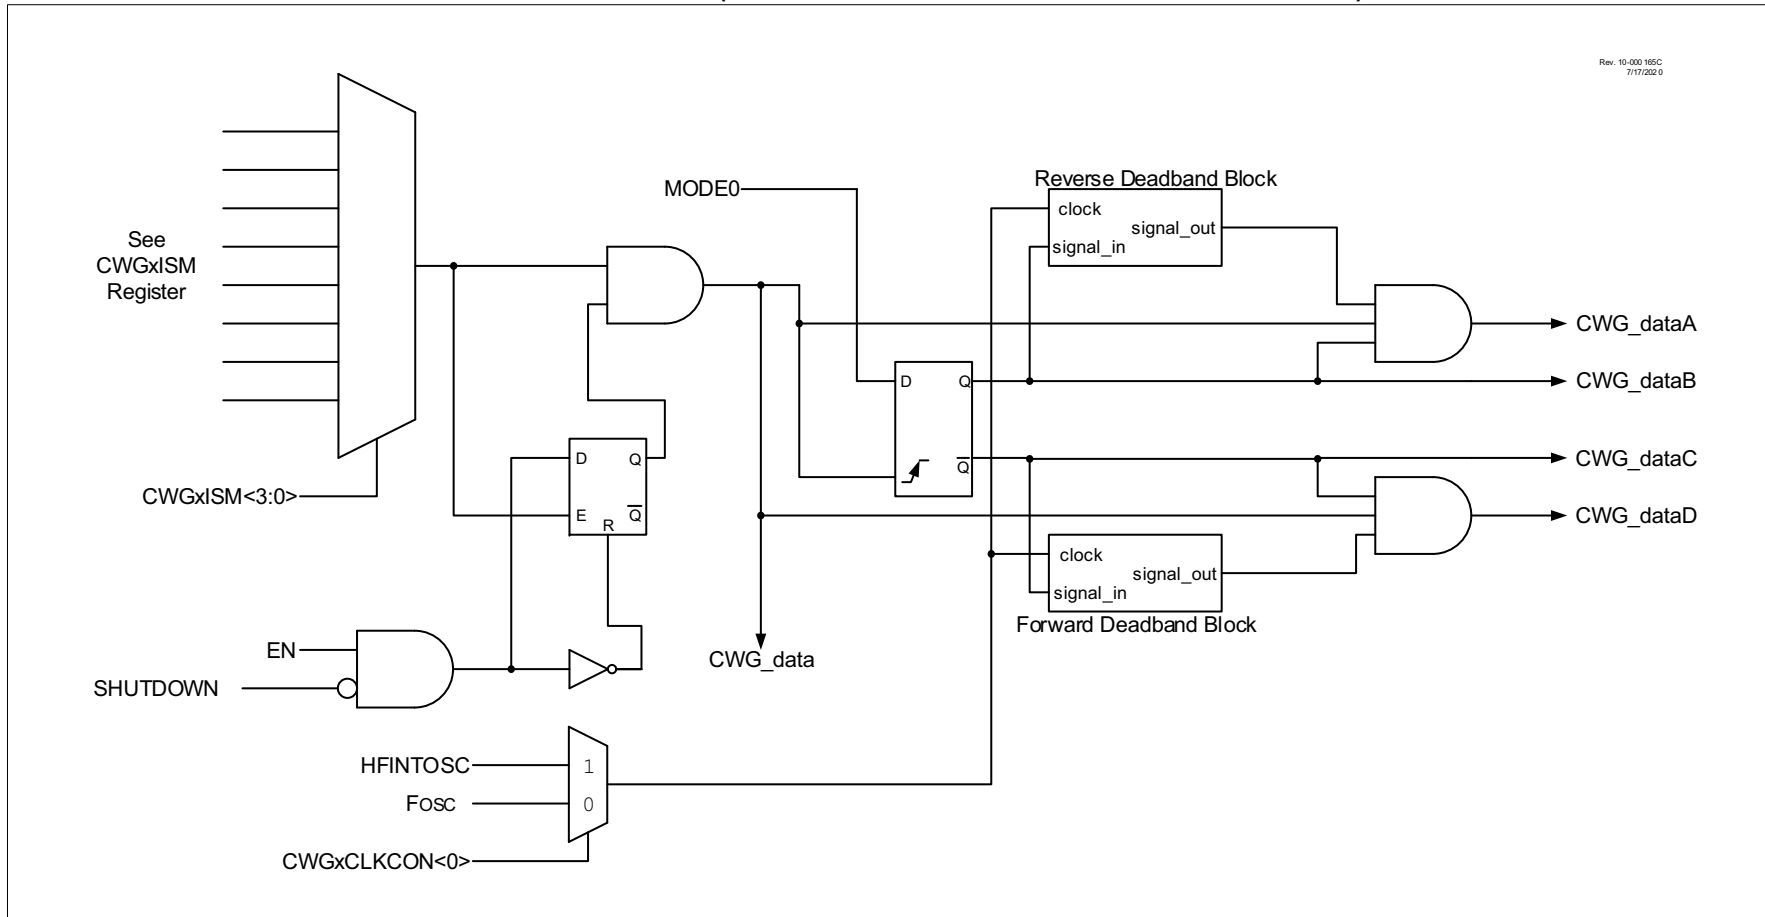 Rev. 10-000 165C
7/17/202 0
See
CWGxISM
Register
CWGxISM<3:0>
MODE0
Reverse Deadband Block
clock
signal_out
signal_in
D
Q
Q
D
Q
E
Q
R
CWG_dataA
CWG_dataB
CWG_dataC
CWG_dataD
clock
signal_out
signal_in
Forward Deadband Block
CWG_data
EN
SHUTDOWN
HFINTOSC
1
FOSC
0
CWGxCLKCON<0>